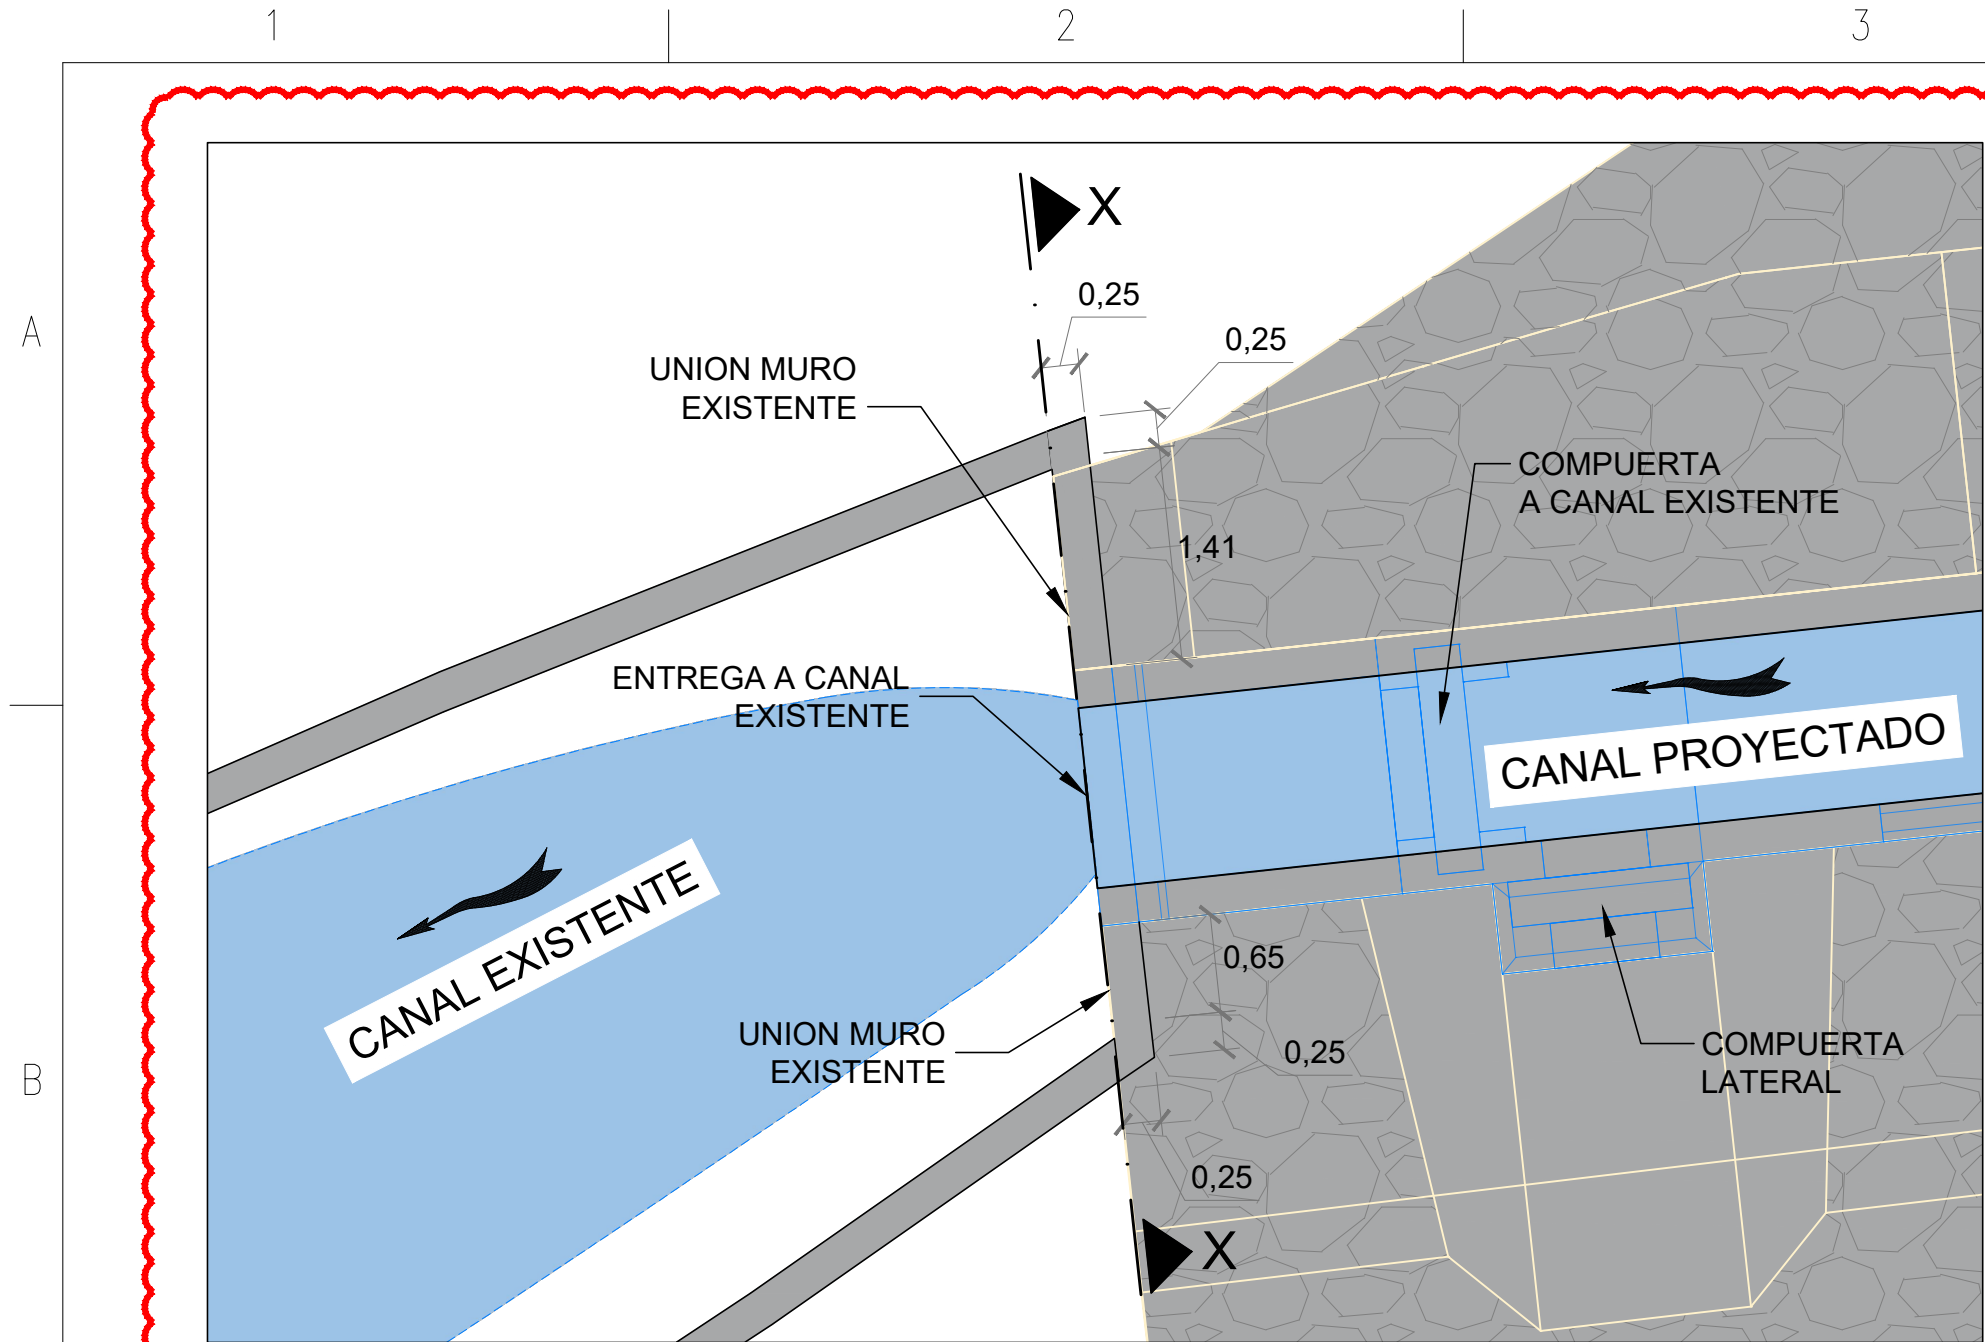 1 2 3
A
B
X
0,25
0,25
UNION MURO
EXISTENTE
COMPUERTA
A CANAL EXISTENTE
1,41
ENTREGA A CANAL
EXISTENTE
CANAL PROYECTADO
CANAL EXISTENTE
0,65
UNION MURO
EXISTENTE
0,25
COMPUERTA
LATERAL
0,25
X